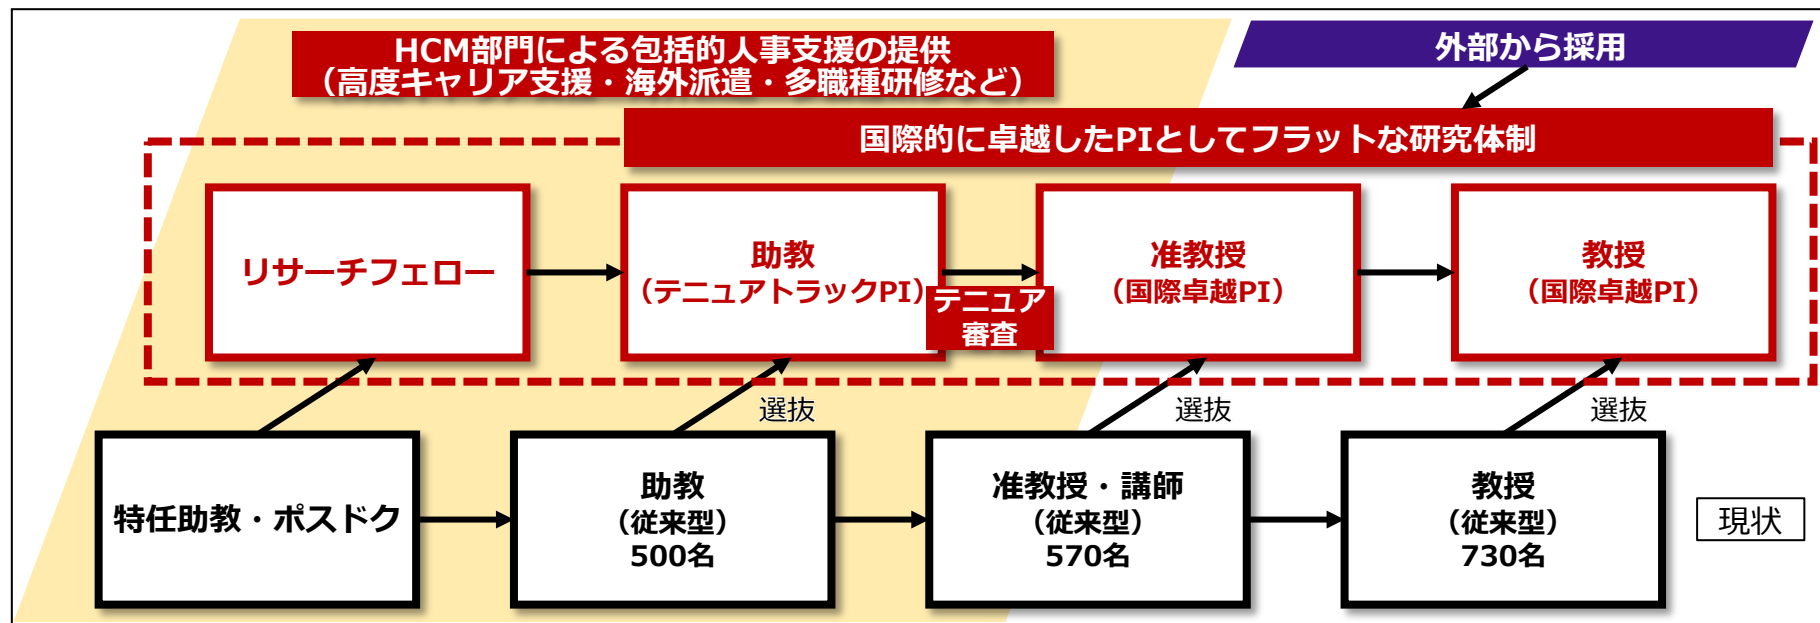 HCM部門による包括的人事支援の提供
（高度キャリア支援・海外派遣・多職種研修など）
外部から採用
国際的に卓越したPIとしてフラットな研究体制
リサーチフェロー
助教
（テニュアトラックPI）
テニュア
審査
准教授
（国際卓越PI）
教授
（国際卓越PI）
選抜
選抜
選抜
特任助教・ポスドク
助教
（従来型）
500名
准教授・講師
（従来型）
570名
教授
（従来型）
730名
現状